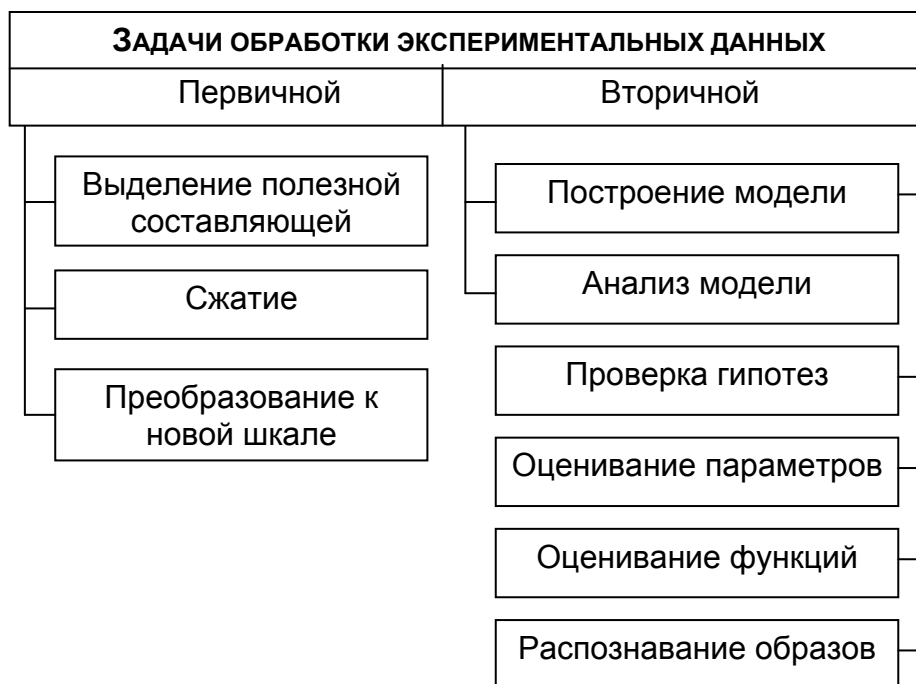 ЗАДАЧИ ОБРАБОТКИ ЭКСПЕРИМЕНТАЛЬНЫХ ДАННЫХ
Первичной
Вторичной
Выделение полезной
составляющей
Сжатие
Преобразование к
новой шкале
Построение модели
Анализ модели
Проверка гипотез
Оценивание параметров
Оценивание функций
Распознавание образов